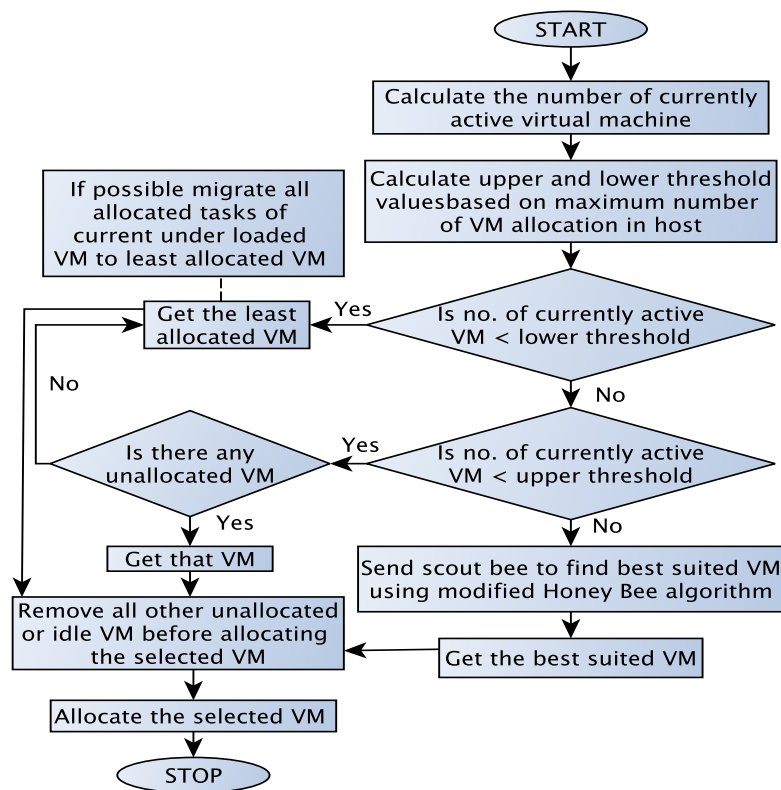 START
Calculate the number of currently
active virtual machine
Calculate upper and lower threshold
valuesbased on maximum number
of VM allocation in host
If possible migrate all
allocated tasks of
current under loaded
VM to least allocated VM
Is no. of currently active
VM < lower threshold
Yes
Get the least
allocated VM
No
No
Is no. of currently active
VM < upper threshold
Yes
Is there any
unallocated VM
Yes
No
Get that VM
Send scout bee to find best suited VM
using modified Honey Bee algorithm
Remove all other unallocated
or idle VM before allocating
the selected VM
Get the best suited VM
Allocate the selected VM
STOP